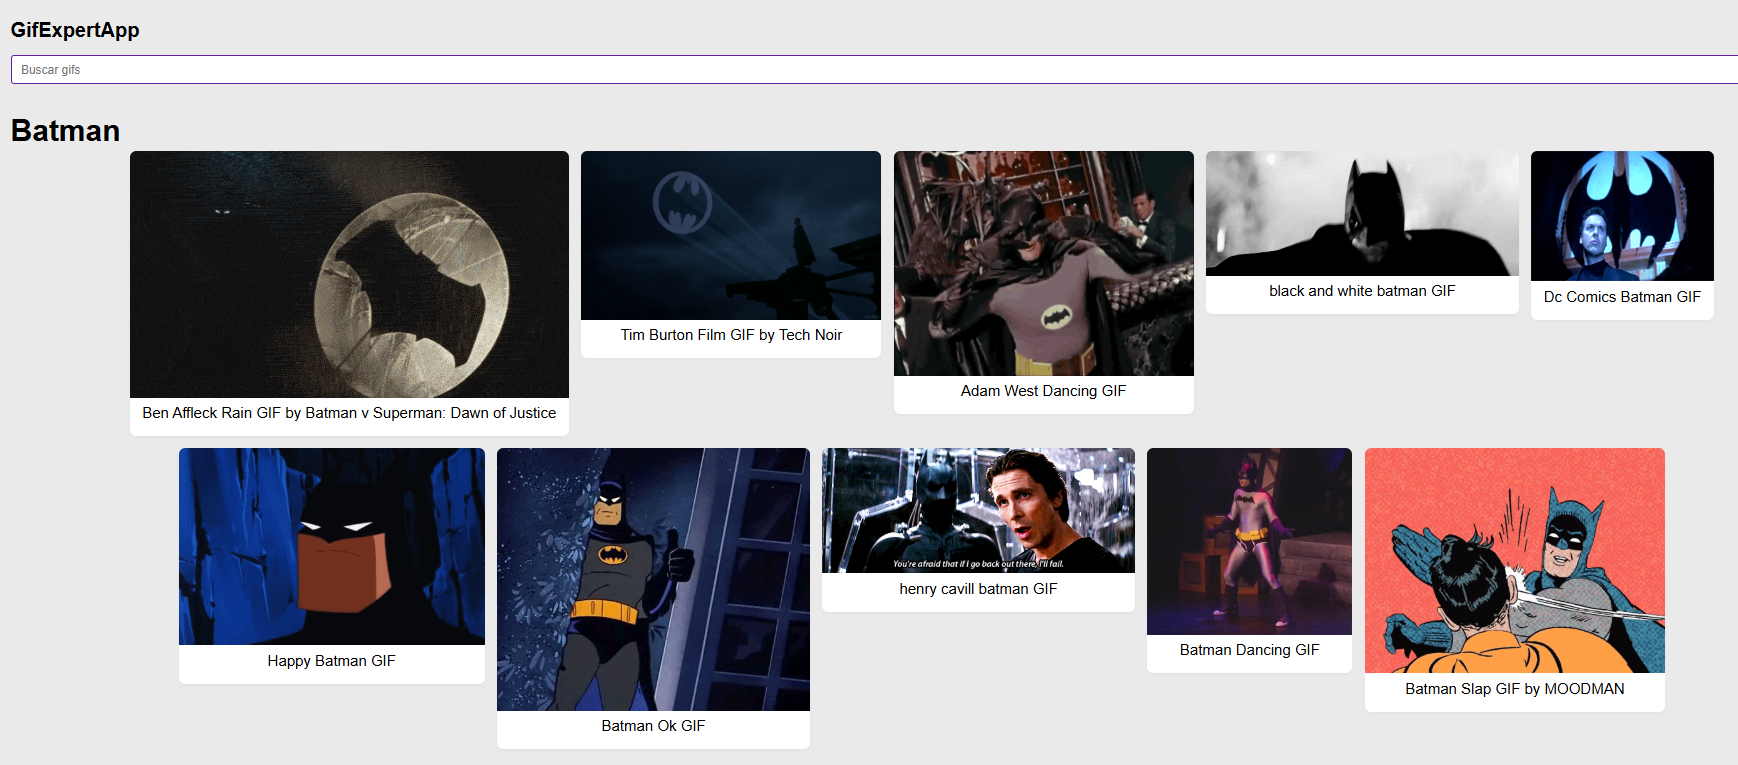 GifExpertApp
Buscar gifs
Batman
Ben Affleck Rain GIF by Batman v Superman: Dawn of Justice
Tim Burton Film GIF by Tech Noir
Adam West Dancing GIF
black and white batman GIF
Dc Comics Batman GIF
Happy Batman GIF
Batman Ok GIF
You're afraid that if I go back out there, I'll fail.
henry cavill batman GIF
Batman Dancing GIF
Batman Slap GIF by MOODMAN